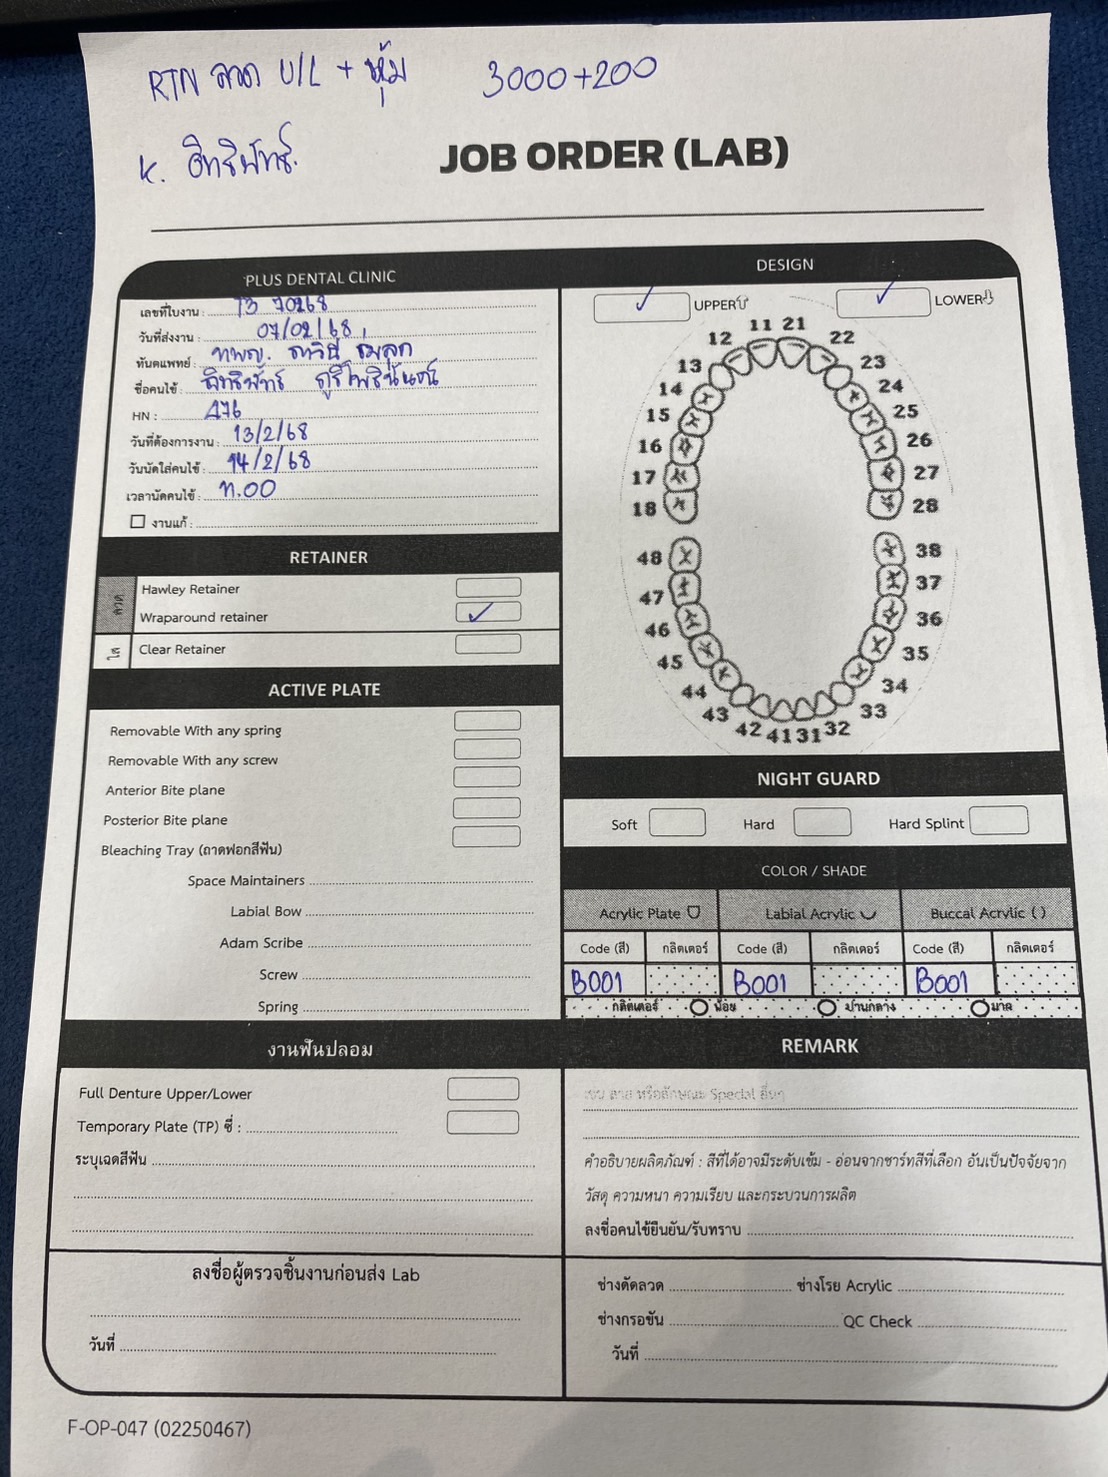 RTN ลวด U/L + หุ้ม 3000+200
K. อิทธิพัทธ์
JOB ORDER (LAB)
PLUS DENTAL CLINIC
เลขที่ใบงาน : T3 70268
วันที่ส่งงาน : 07/02/68
ทันตแพทย์ : ทพญ.
ชื่อคนไข้ : อิทธิพัทธ์
HN : A76
วันที่ต้องการงาน : 13/2/68
วันนัดใส่คนไข้ : 14/2/68
เวลานัดคนไข้ : 11.00
งานแก้ :
DESIGN
✓ UPPER
✓ LOWER
11 21
12 22
13 23
14 24
15 25
16 26
17 27
18 28
48 38
47 37
46 36
45 35
44 34
43 33
42 41 31 32
RETAINER
ลวด
Hawley Retainer
Wraparound retainer ✓
ใส
Clear Retainer
ACTIVE PLATE
Removable With any spring
Removable With any screw
Anterior Bite plane
Posterior Bite plane
Bleaching Tray (ถาดฟอกสีฟัน)
Space Maintainers
Labial Bow
Adam Scribe
Screw
Spring
NIGHT GUARD
Soft Hard Hard Splint
COLOR / SHADE
Acrylic Plate Labial Acrylic Buccal Acrylic ( )
Code (สี) กลิตเตอร์ Code (สี) กลิตเตอร์ Code (สี) กลิตเตอร์
B001 B001 B001
กลิตเตอร์ น้อย ปานกลาง มาก
งานฟันปลอม
Full Denture Upper/Lower
Temporary Plate (TP) ซี่ :
ระบุเฉดสีฟัน
REMARK
เช่น ลาย หรือลักษณะ Special อื่นๆ
คำอธิบายผลิตภัณฑ์ : สีที่ได้อาจมีระดับเข้ม - อ่อนจากชาร์ทสีที่เลือก อันเป็นปัจจัยจาก
วัสดุ ความหนา ความเรียบ และกระบวนการผลิต
ลงชื่อคนไข้ยืนยัน/รับทราบ
ลงชื่อผู้ตรวจชิ้นงานก่อนส่ง Lab
วันที่
ช่างดัดลวด ช่างโรย Acrylic
ช่างกรอขัน QC Check
วันที่
F-OP-047 (02250467)